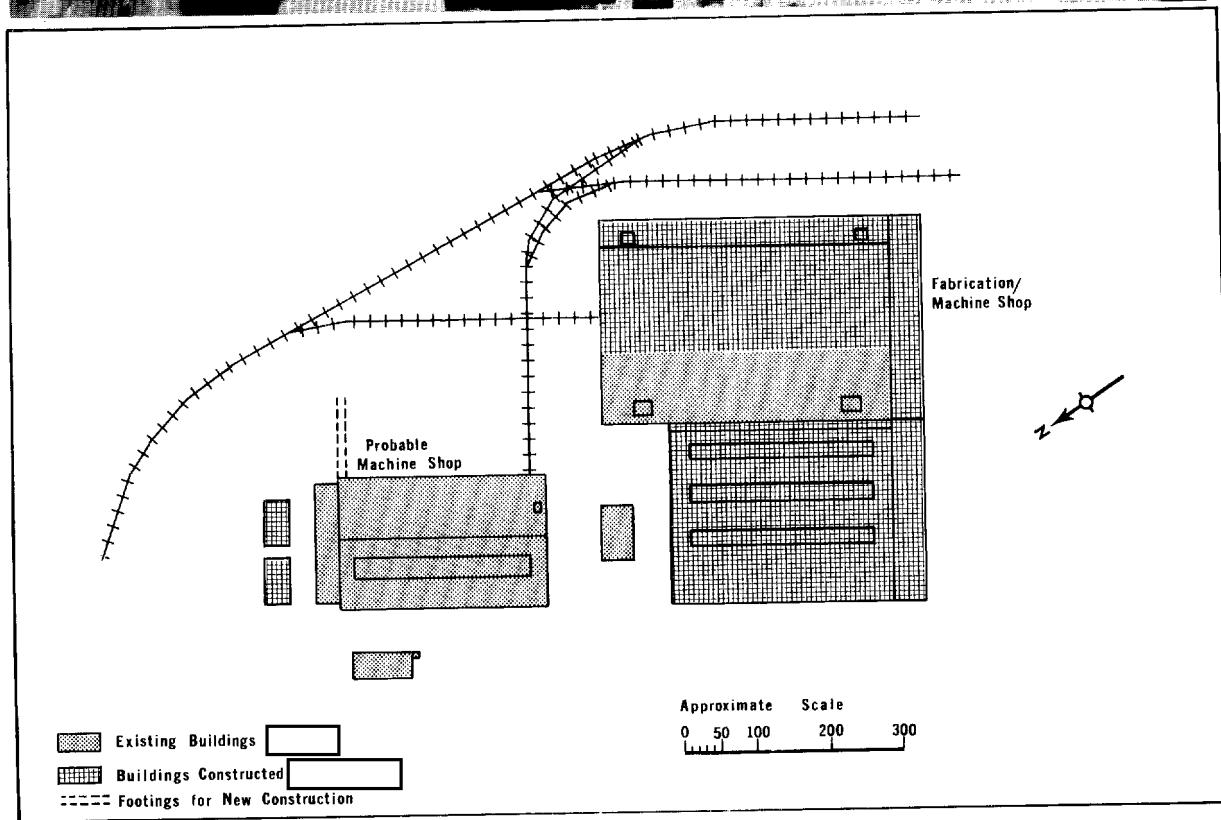 Fabrication/
Machine Shop
N
Probable
Machine Shop
Approximate Scale
0 50 100 200 300
Existing Buildings
Buildings Constructed
Footings for New Construction